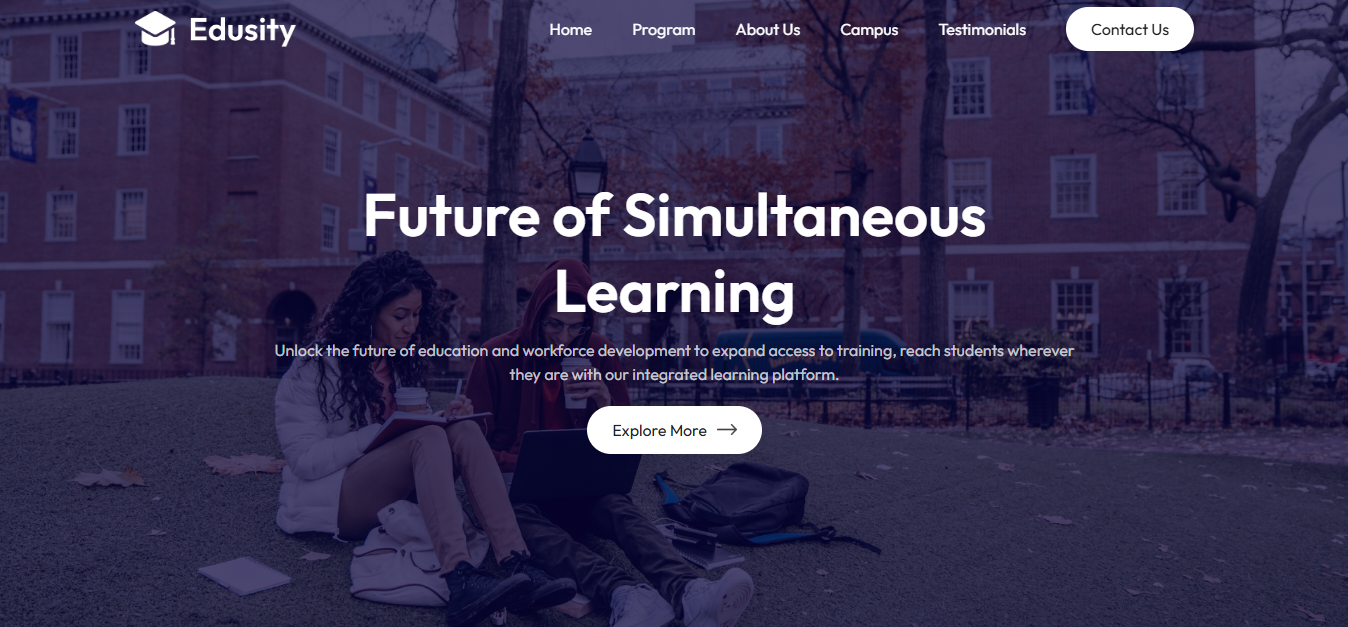 Edusity
Home Program About Us Campus Testimonials Contact Us
Future of Simultaneous
Learning
Unlock the future of education and workforce development to expand access to training, reach students wherever
they are with our integrated learning platform.
Explore More